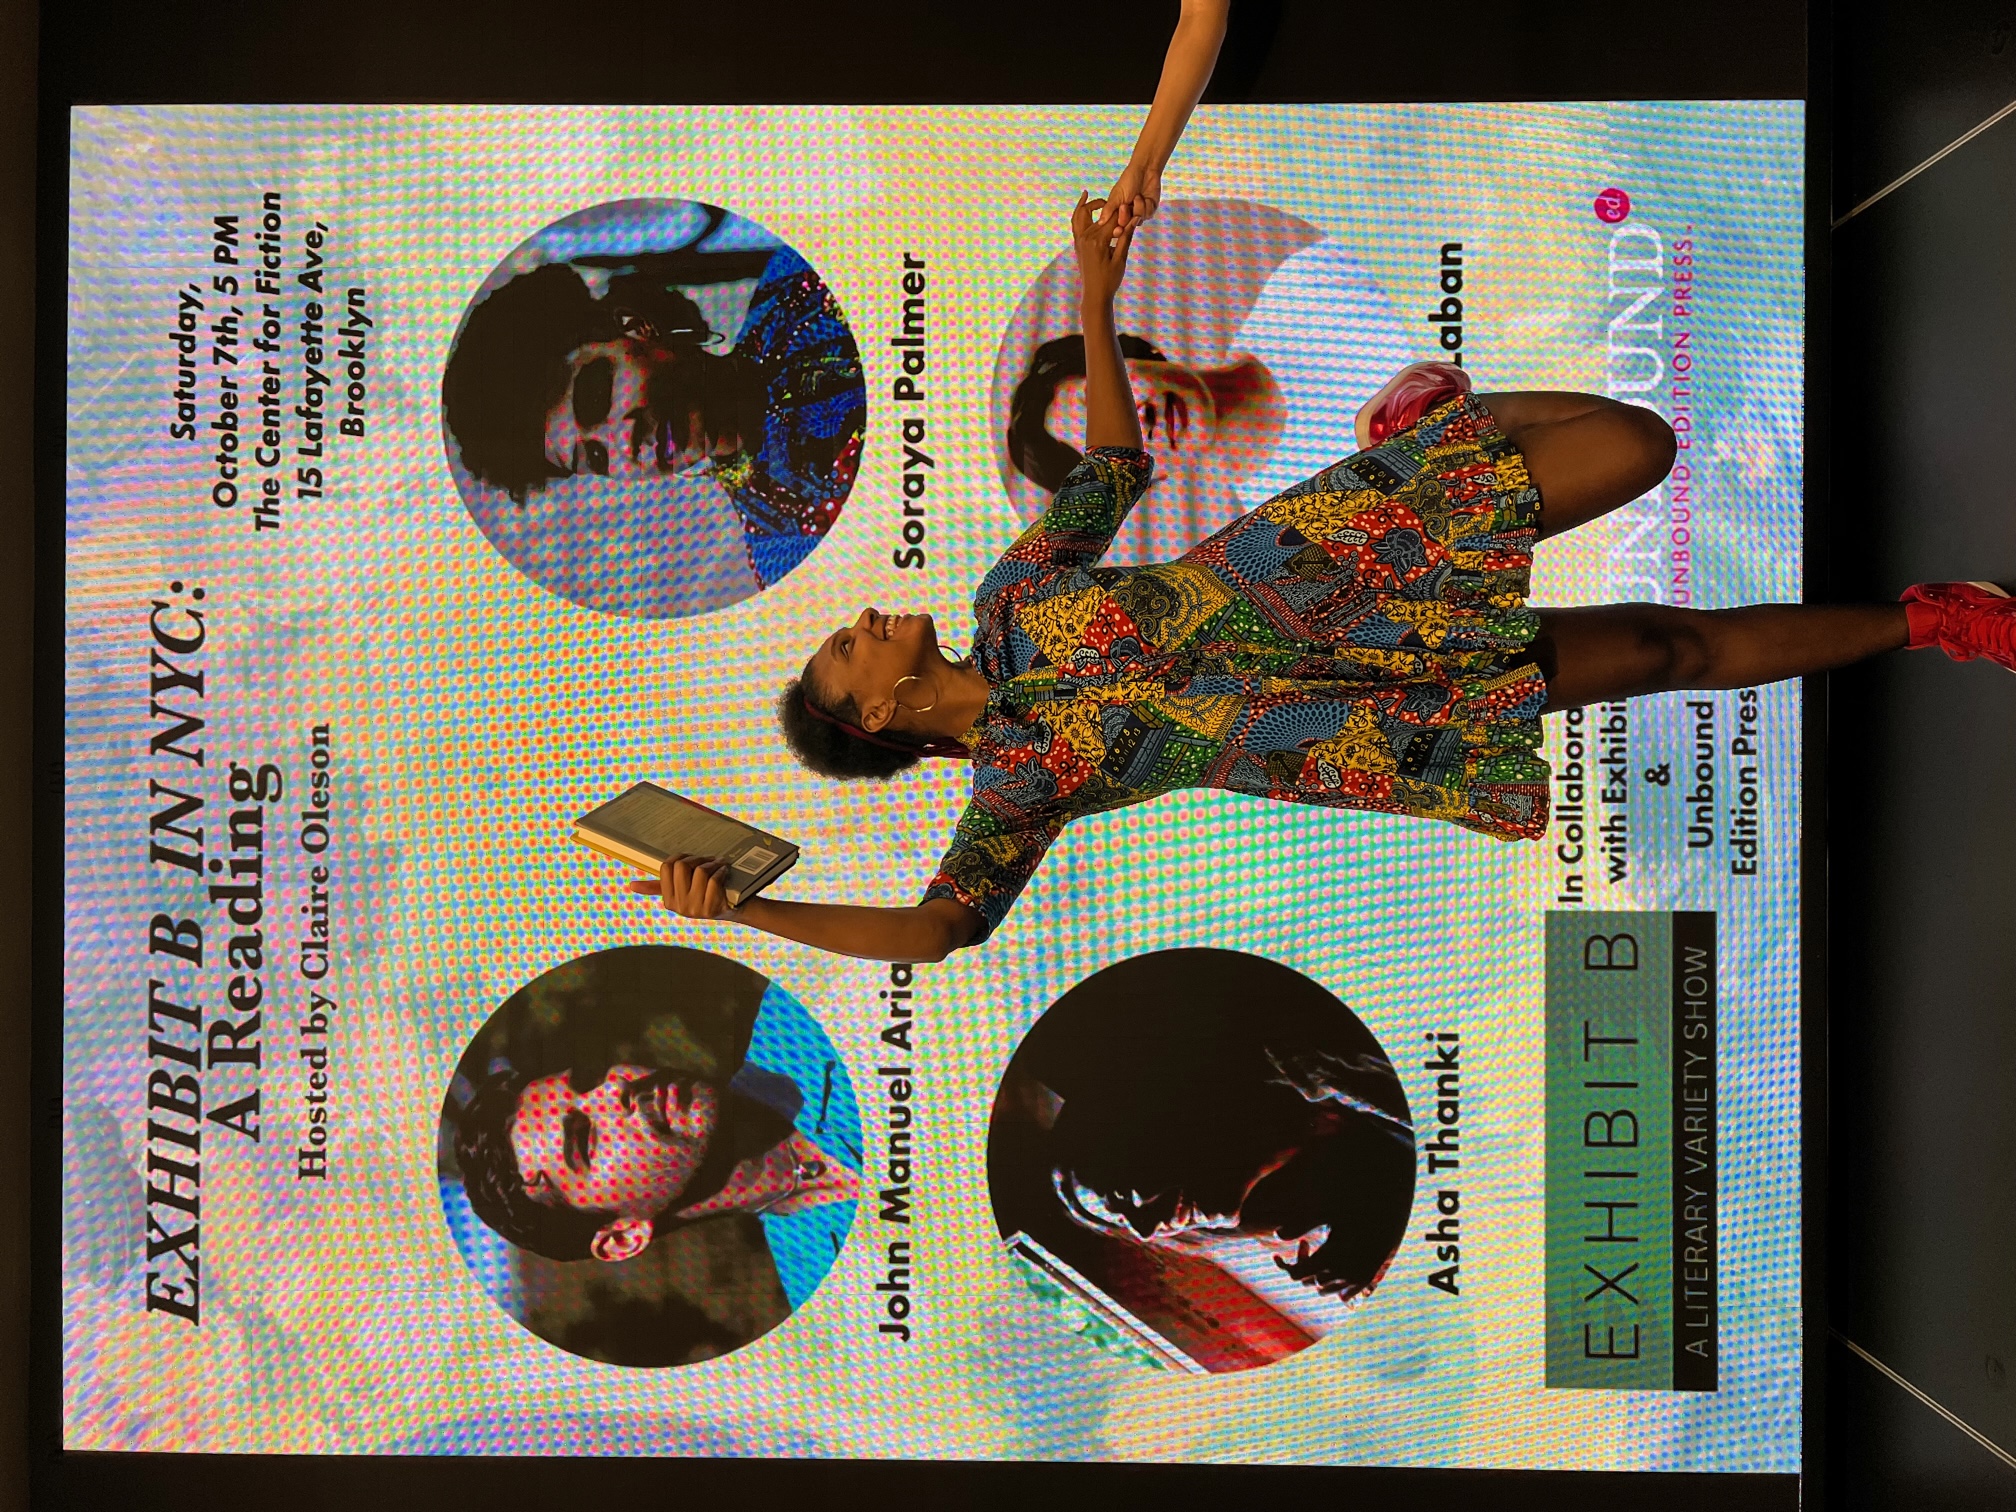 EXHIBIT B IN NYC:
A Reading
Hosted by Claire Oleson
Saturday,
October 7th, 5 PM
The Center for Fiction
15 Lafayette Ave,
Brooklyn
John Manuel Aria
Soraya Palmer
Asha Thanki
Laban
EXHIBIT B
A LITERARY VARIETY SHOW
In Collabora
with Exhibi
&
Unbound
Edition Pres
UN OUND ed.
UNBOUND EDITION PRESS.